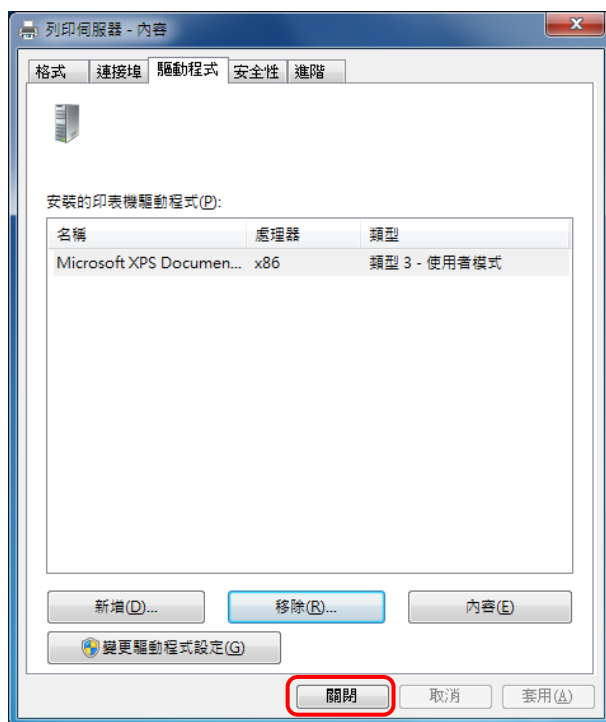 列印伺服器 - 內容
格式 連接埠 驅動程式 安全性 進階
安裝的印表機驅動程式(P):
名稱 處理器 類型
Microsoft XPS Documen... x86 類型 3 - 使用者模式
新增(D)... 移除(R)... 內容(E)
變更驅動程式設定(G)
關閉 取消 套用(A)